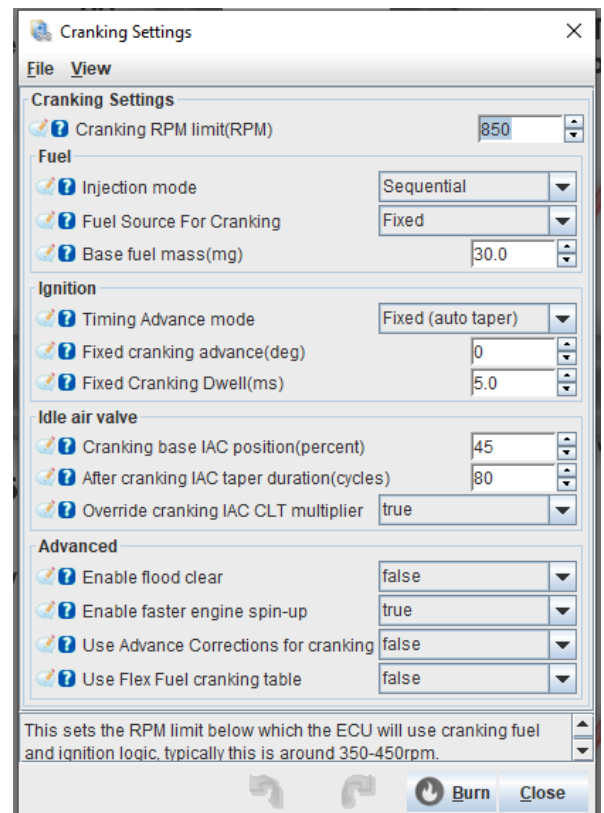 Cranking Settings
File View
Cranking Settings
Cranking RPM limit(RPM) 850
Fuel
Injection mode Sequential
Fuel Source For Cranking Fixed
Base fuel mass(mg) 30.0
Ignition
Timing Advance mode Fixed (auto taper)
Fixed cranking advance(deg) 0
Fixed Cranking Dwell(ms) 5.0
Idle air valve
Cranking base IAC position(percent) 45
After cranking IAC taper duration(cycles) 80
Override cranking IAC CLT multiplier true
Advanced
Enable flood clear false
Enable faster engine spin-up true
Use Advance Corrections for cranking false
Use Flex Fuel cranking table false
This sets the RPM limit below which the ECU will use cranking fuel
and ignition logic, typically this is around 350-450rpm.
Burn Close